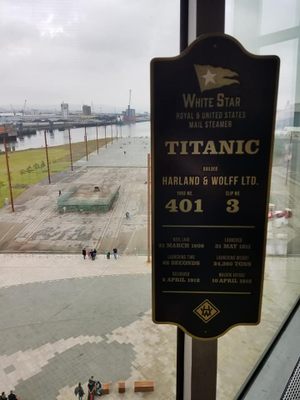 WHITE STAR
ROYAL & UNITED STATES
MAIL STEAMER
TITANIC
BUILDER
HARLAND & WOLFF LTD.
YARD NO. SLIP NO.
401 3
KEEL LAID LAUNCHED
31 MARCH 1909 31 MAY 1911
LAUNCHING TIME LAUNCHING WEIGHT
62 SECONDS 24,360 TONS
DELIVERED MAIDEN VOYAGE
2 APRIL 1912 10 APRIL 1912